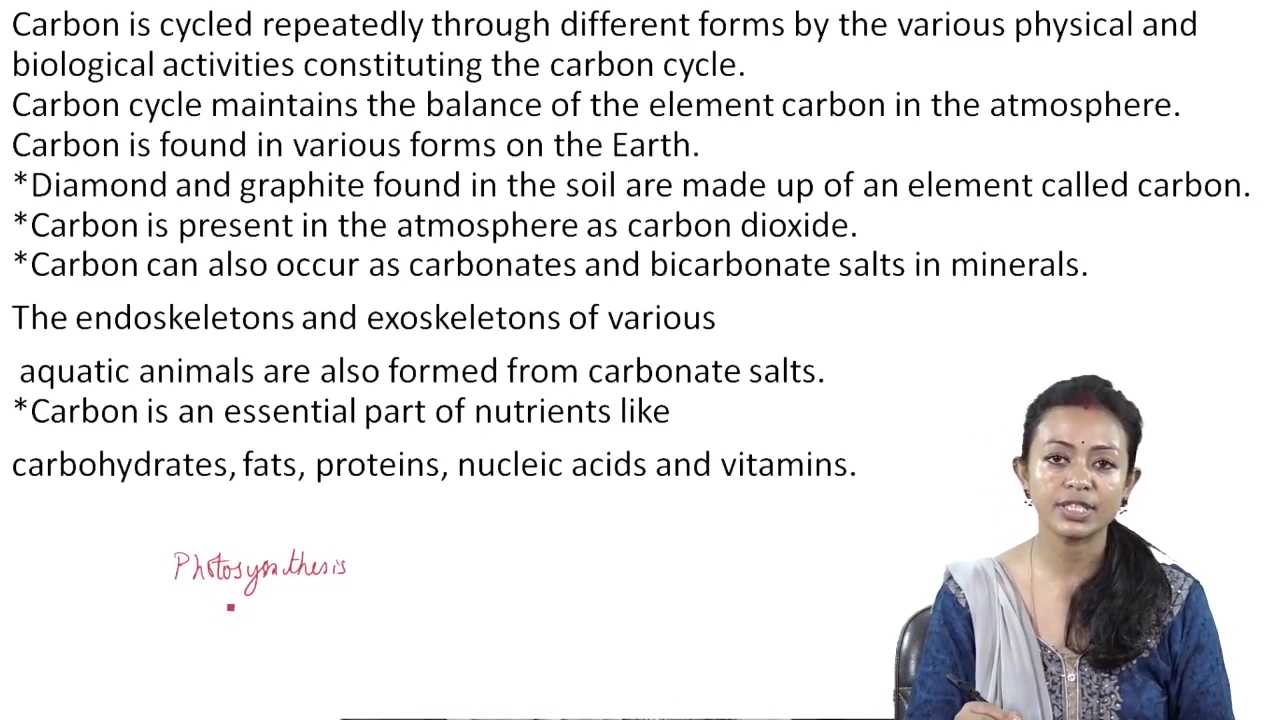 Carbon is cycled repeatedly through different forms by the various physical and
biological activities constituting the carbon cycle.
Carbon cycle maintains the balance of the element carbon in the atmosphere.
Carbon is found in various forms on the Earth.
*Diamond and graphite found in the soil are made up of an element called carbon.
*Carbon is present in the atmosphere as carbon dioxide.
*Carbon can also occur as carbonates and bicarbonate salts in minerals.
The endoskeletons and exoskeletons of various
aquatic animals are also formed from carbonate salts.
*Carbon is an essential part of nutrients like
carbohydrates, fats, proteins, nucleic acids and vitamins.
Photosynthesis